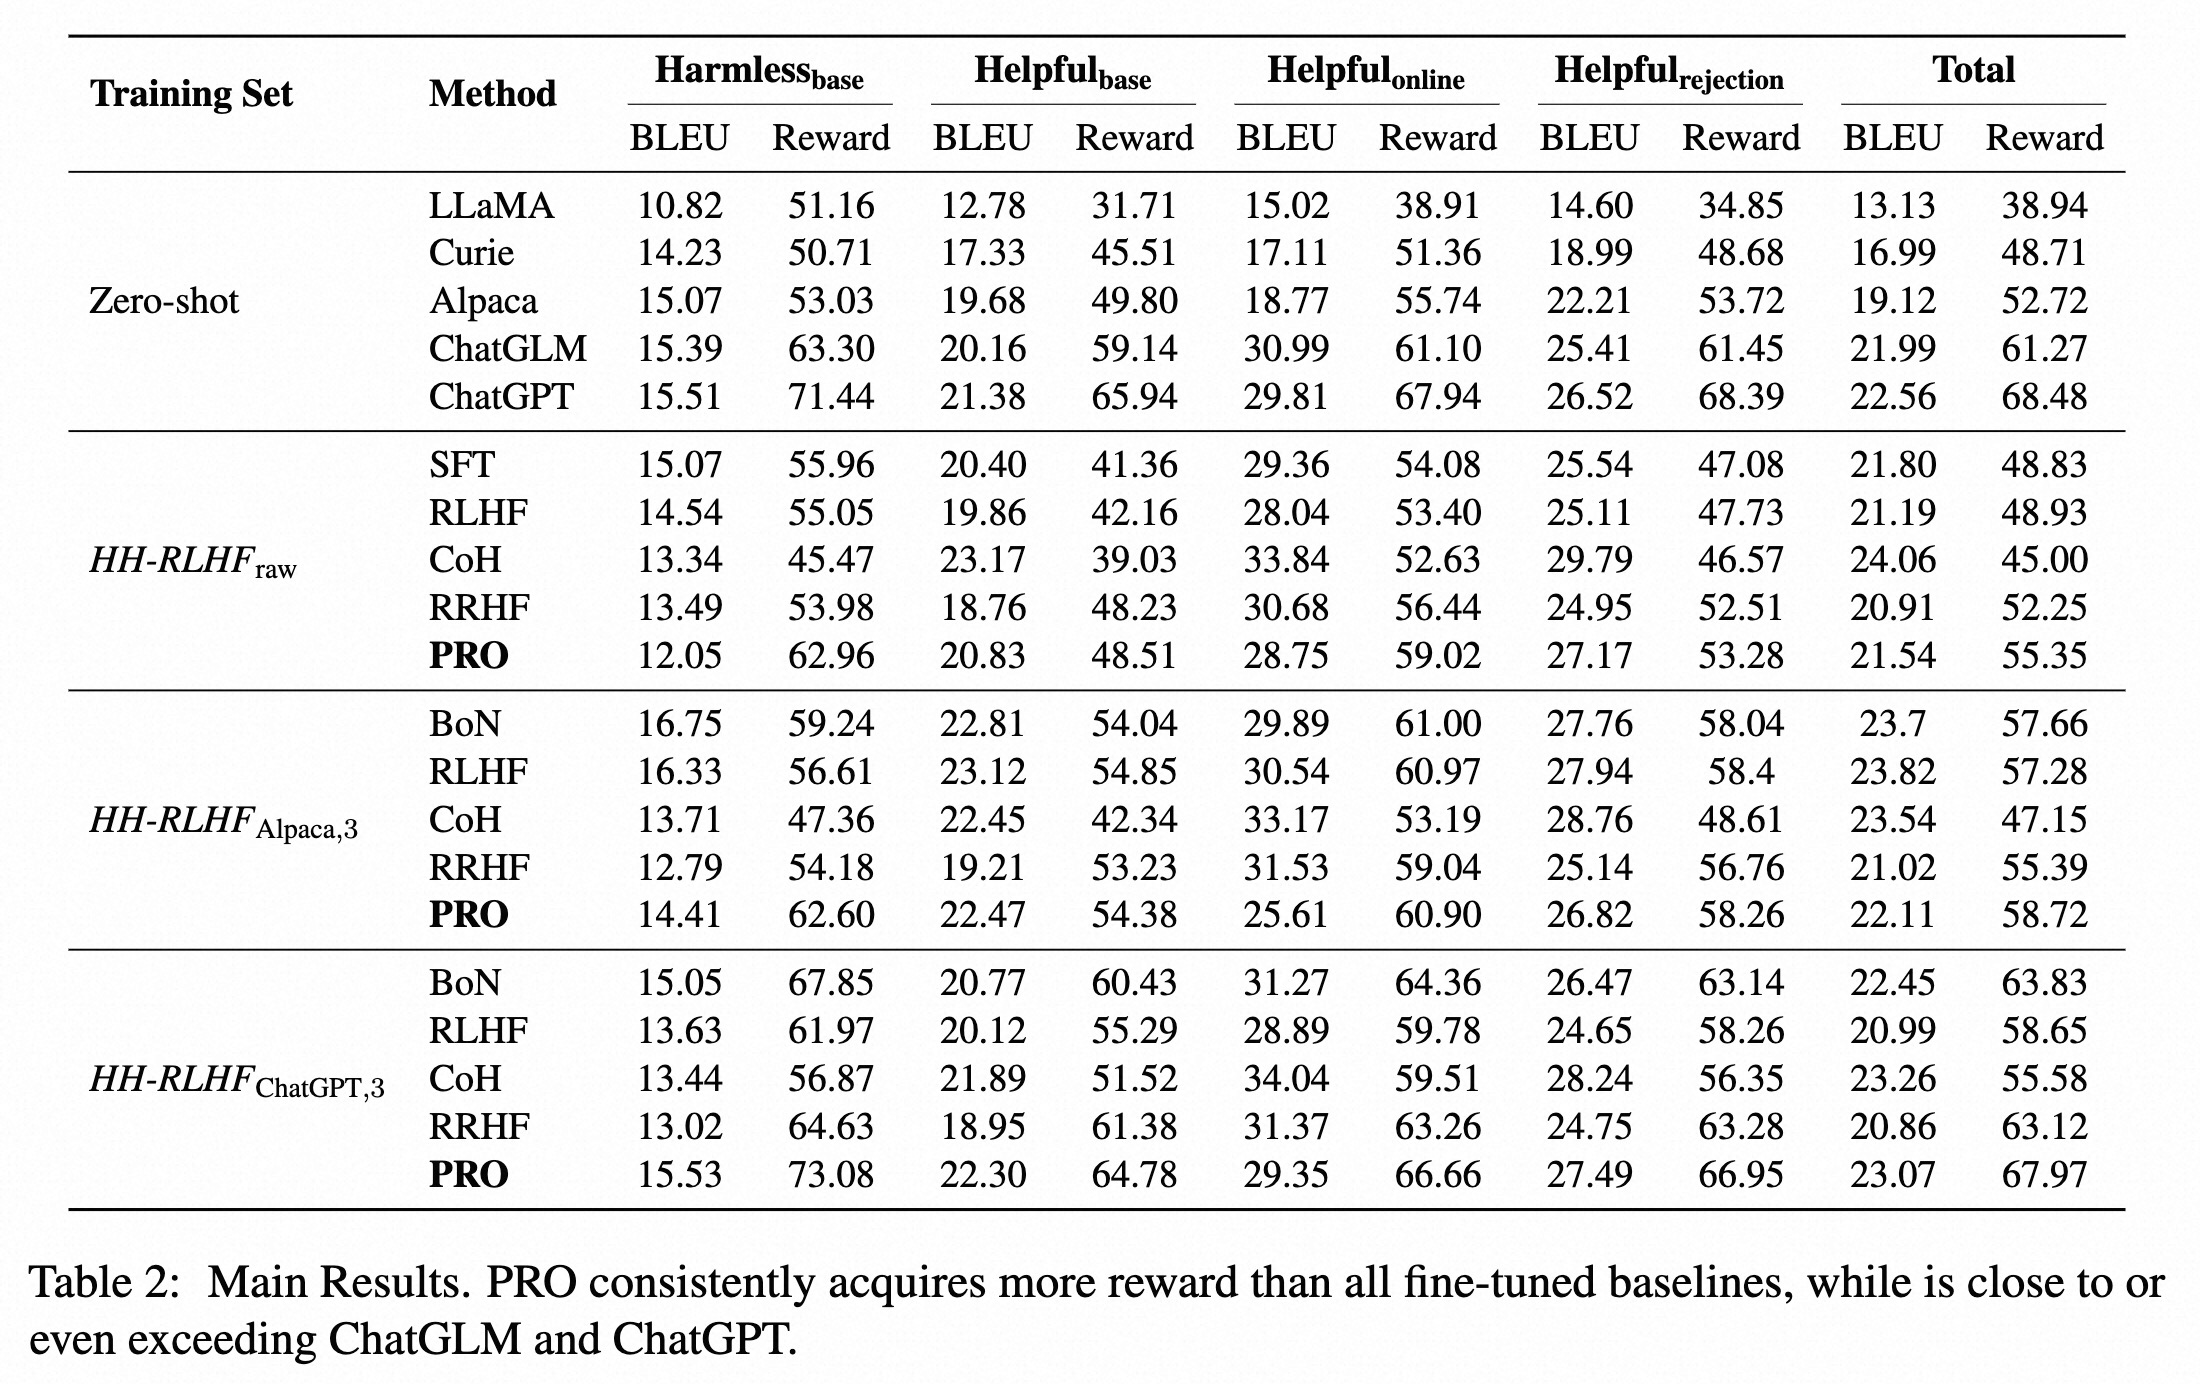 Training Set Method Harmlessbase Helpfulbase Helpfulonline Helpfulrejection Total
BLEU Reward BLEU Reward BLEU Reward BLEU Reward BLEU Reward
Zero-shot
LLaMA 10.82 51.16 12.78 31.71 15.02 38.91 14.60 34.85 13.13 38.94
Curie 14.23 50.71 17.33 45.51 17.11 51.36 18.99 48.68 16.99 48.71
Alpaca 15.07 53.03 19.68 49.80 18.77 55.74 22.21 53.72 19.12 52.72
ChatGLM 15.39 63.30 20.16 59.14 30.99 61.10 25.41 61.45 21.99 61.27
ChatGPT 15.51 71.44 21.38 65.94 29.81 67.94 26.52 68.39 22.56 68.48
HH-RLHFraw
SFT 15.07 55.96 20.40 41.36 29.36 54.08 25.54 47.08 21.80 48.83
RLHF 14.54 55.05 19.86 42.16 28.04 53.40 25.11 47.73 21.19 48.93
CoH 13.34 45.47 23.17 39.03 33.84 52.63 29.79 46.57 24.06 45.00
RRHF 13.49 53.98 18.76 48.23 30.68 56.44 24.95 52.51 20.91 52.25
PRO 12.05 62.96 20.83 48.51 28.75 59.02 27.17 53.28 21.54 55.35
HH-RLHFAlpaca,3
BoN 16.75 59.24 22.81 54.04 29.89 61.00 27.76 58.04 23.7 57.66
RLHF 16.33 56.61 23.12 54.85 30.54 60.97 27.94 58.4 23.82 57.28
CoH 13.71 47.36 22.45 42.34 33.17 53.19 28.76 48.61 23.54 47.15
RRHF 12.79 54.18 19.21 53.23 31.53 59.04 25.14 56.76 21.02 55.39
PRO 14.41 62.60 22.47 54.38 25.61 60.90 26.82 58.26 22.11 58.72
HH-RLHFChatGPT,3
BoN 15.05 67.85 20.77 60.43 31.27 64.36 26.47 63.14 22.45 63.83
RLHF 13.63 61.97 20.12 55.29 28.89 59.78 24.65 58.26 20.99 58.65
CoH 13.44 56.87 21.89 51.52 34.04 59.51 28.24 56.35 23.26 55.58
RRHF 13.02 64.63 18.95 61.38 31.37 63.26 24.75 63.28 20.86 63.12
PRO 15.53 73.08 22.30 64.78 29.35 66.66 27.49 66.95 23.07 67.97
Table 2: Main Results. PRO consistently acquires more reward than all fine-tuned baselines, while is close to or
even exceeding ChatGLM and ChatGPT.